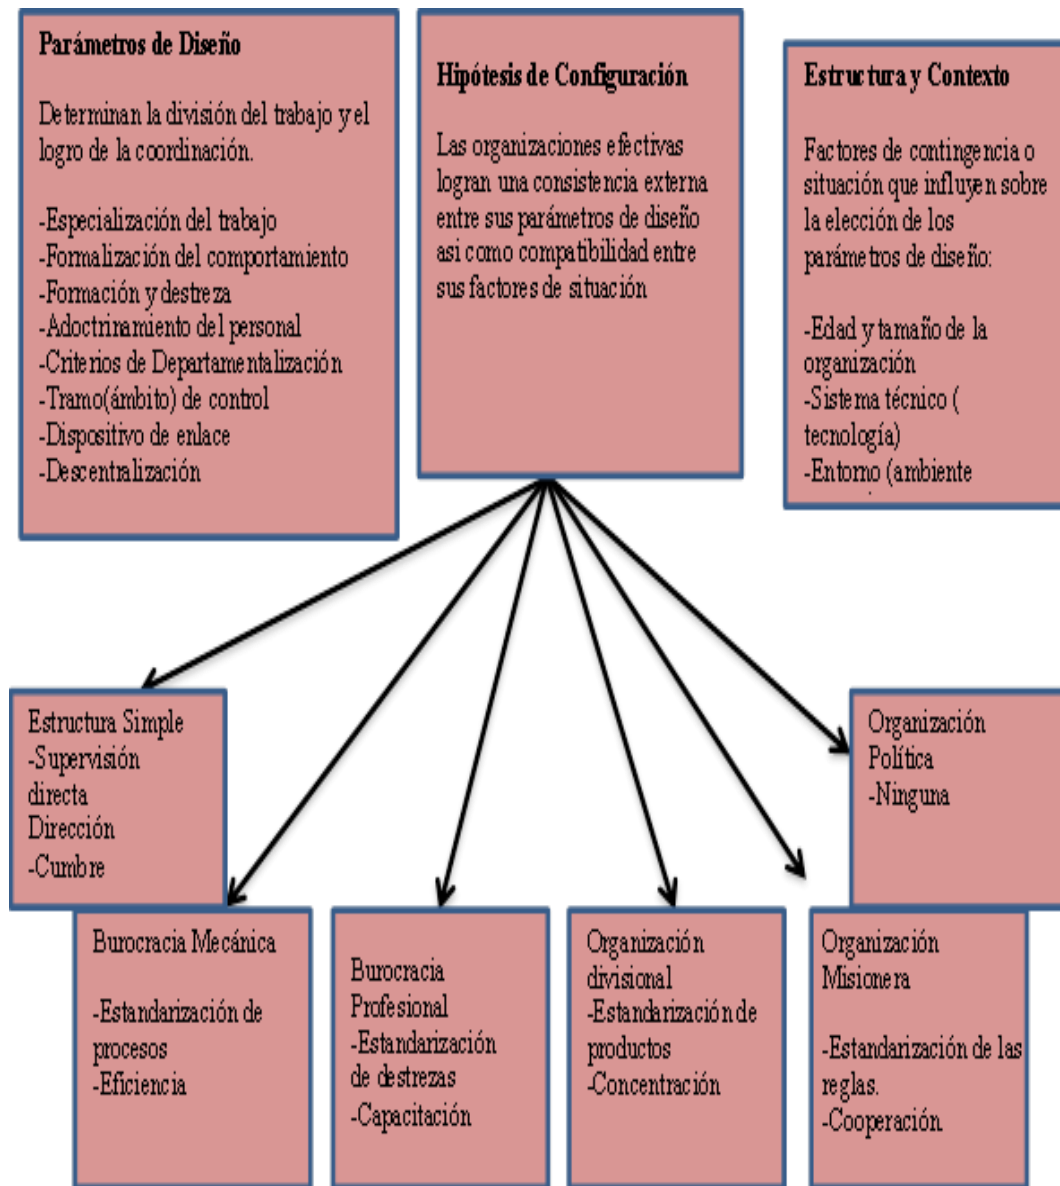 Parámetros de Diseño
Determinan la división del trabajo y el
logro de la coordinación.
-Especialización del trabajo
-Formalización del comportamiento
-Formación y destreza
-Adoctrinamiento del personal
-Criterios de Departamentalización
-Tramo(ámbito) de control
-Dispositivo de enlace
-Descentralización
Hipótesis de Configuración
Las organizaciones efectivas
logran una consistencia externa
entre sus parámetros de diseño
asi como compatibilidad entre
sus factores de situación
Estructura y Contexto
Factores de contingencia o
situación que influyen sobre
la elección de los
parámetros de diseño:
-Edad y tamaño de la
organización
-Sistema técnico (
tecnología)
-Entorno (ambiente
Estructura Simple
-Supervisión
directa
Dirección
-Cumbre
Burocracia Mecánica
-Estandarización de
procesos
-Eficiencia
Burocracia
Profesional
-Estandarización
de destrezas
-Capacitación
Organización
divisional
-Estandarización de
productos
-Concentración
Organización
Misionera
-Estandarización de las
reglas.
-Cooperación.
Organización
Política
-Ninguna